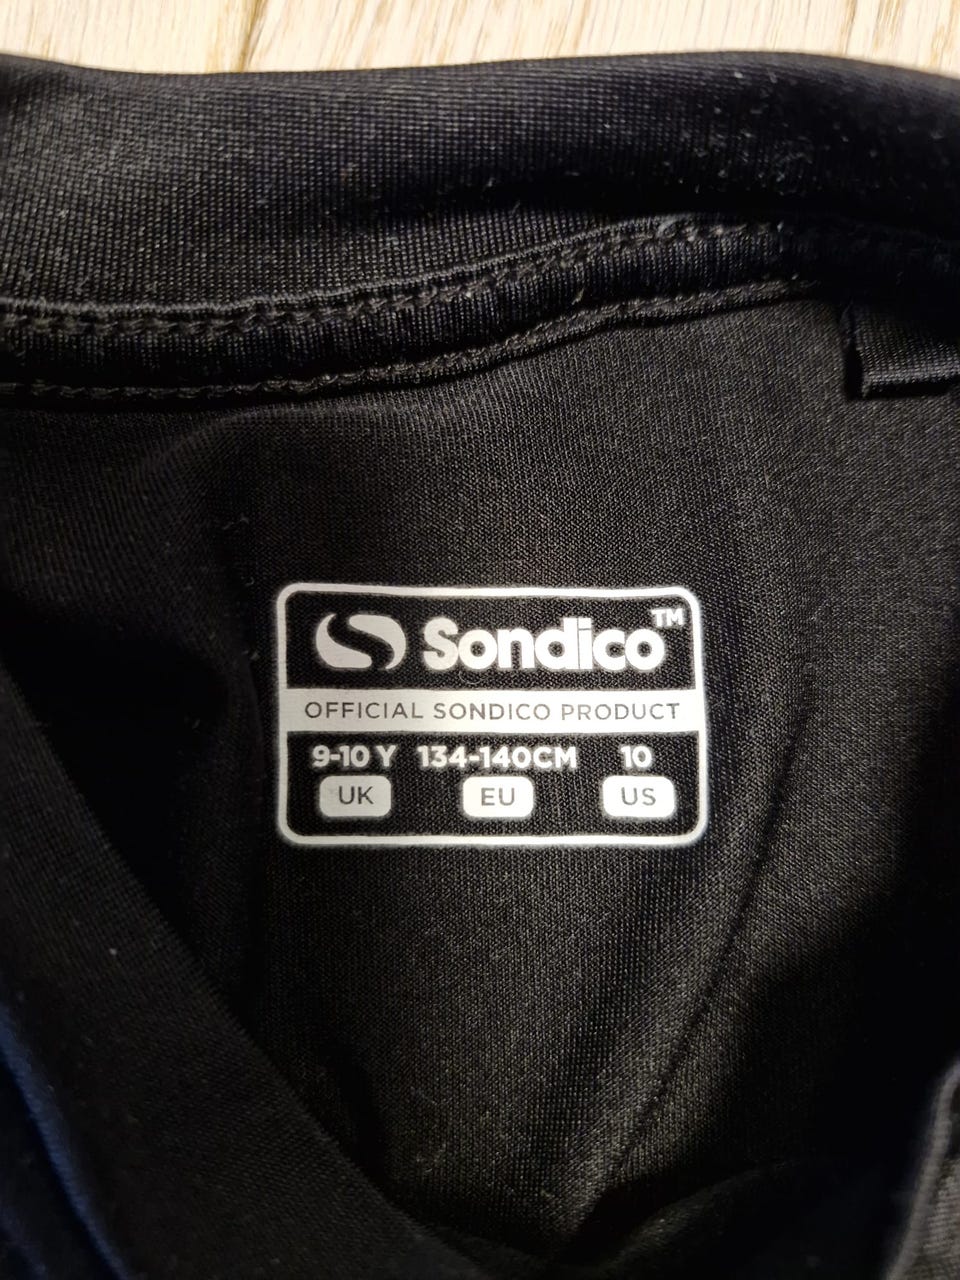 Sondico™
OFFICIAL SONDICO PRODUCT
9-10 Y 134-140CM 10
UK EU US